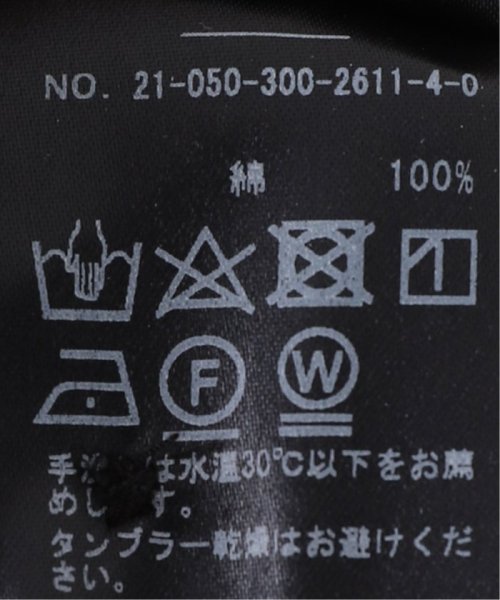 NO. 21-050-300-2611-4-0
綿 100%
F W
は水温30℃以下をお薦
めし す。
タンブラー乾燥はお避けくだ
さい。